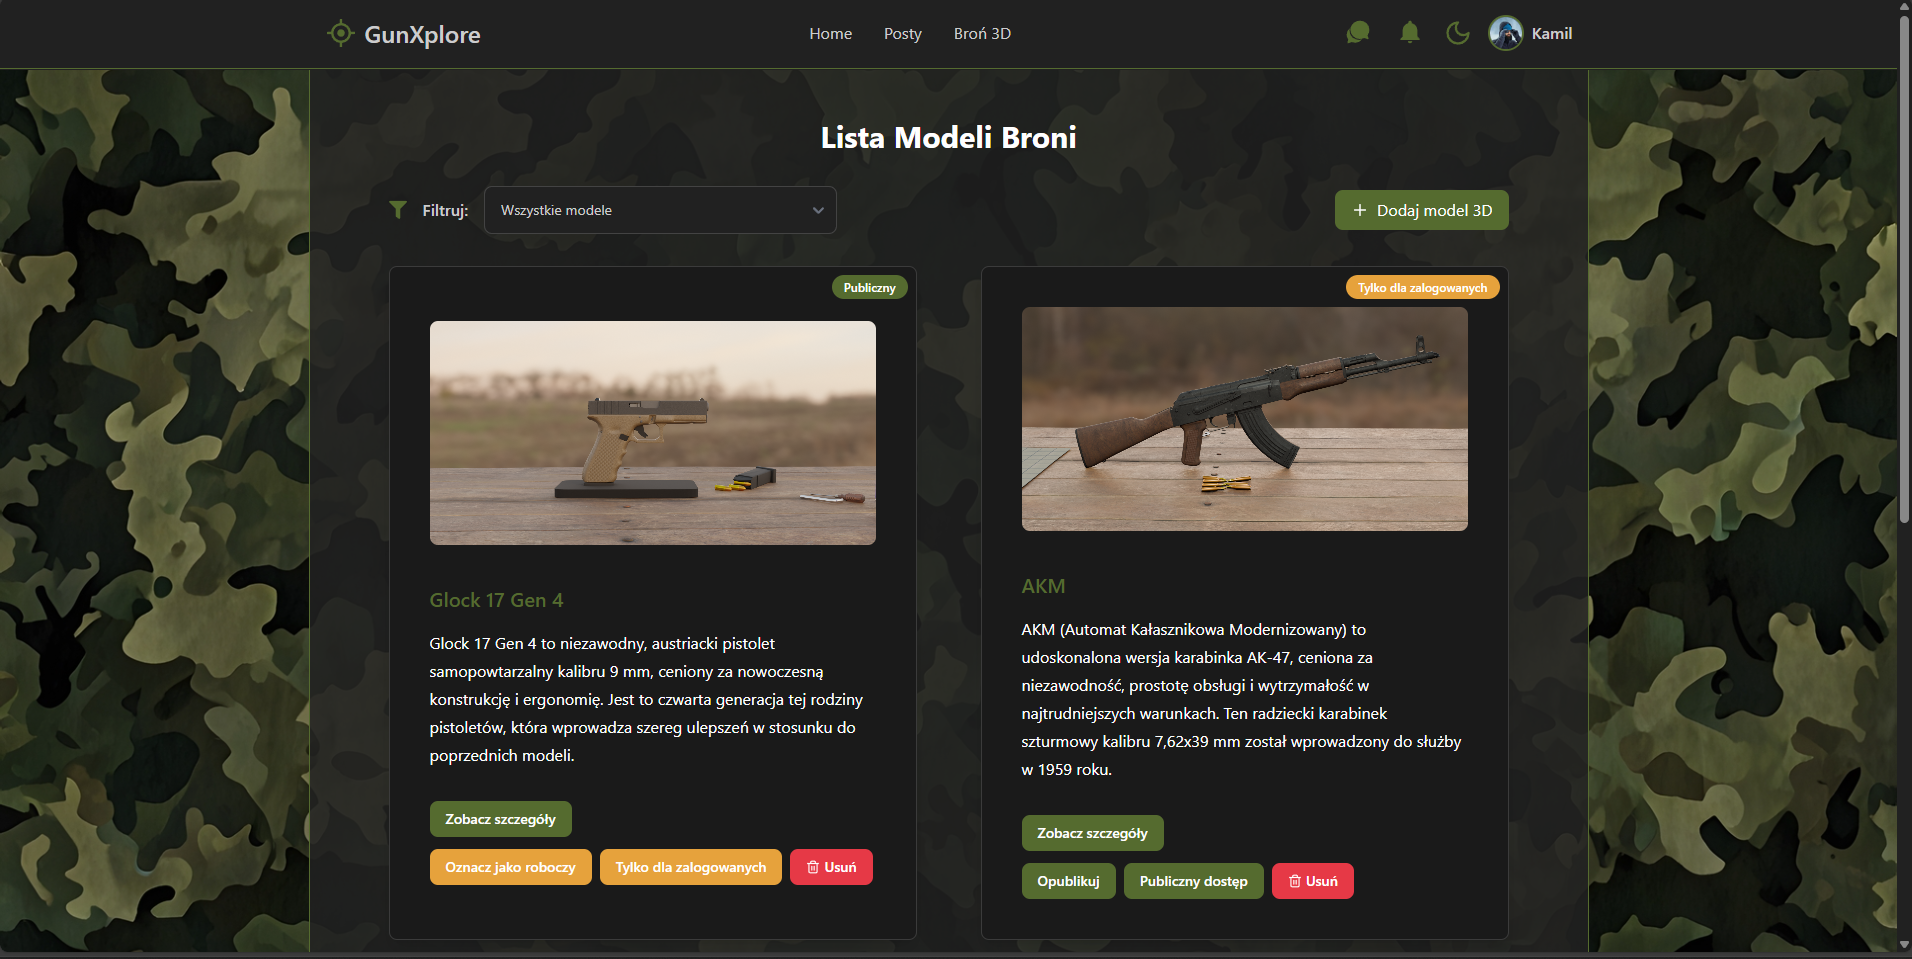 GunXplore
Home
Posty
Broń 3D
Kamil
Lista Modeli Broni
Filtruj:
Wszystkie modele
+ Dodaj model 3D
Publiczny
Glock 17 Gen 4
Glock 17 Gen 4 to niezawodny, austriacki pistolet
samopowtarzalny kalibru 9 mm, ceniony za nowoczesną
konstrukcję i ergonomię. Jest to czwarta generacja tej rodziny
pistoletów, która wprowadza szereg ulepszeń w stosunku do
poprzednich modeli.
Zobacz szczegóły
Oznacz jako roboczy
Tylko dla zalogowanych
Usuń
Tylko dla zalogowanych
AKM
AKM (Automat Kałasznikowa Modernizowany) to
udoskonalona wersja karabinka AK-47, ceniona za
niezawodność, prostotę obsługi i wytrzymałość w
najtrudniejszych warunkach. Ten radziecki karabinek
szturmowy kalibru 7,62x39 mm został wprowadzony do służby
w 1959 roku.
Zobacz szczegóły
Opublikuj
Publiczny dostęp
Usuń